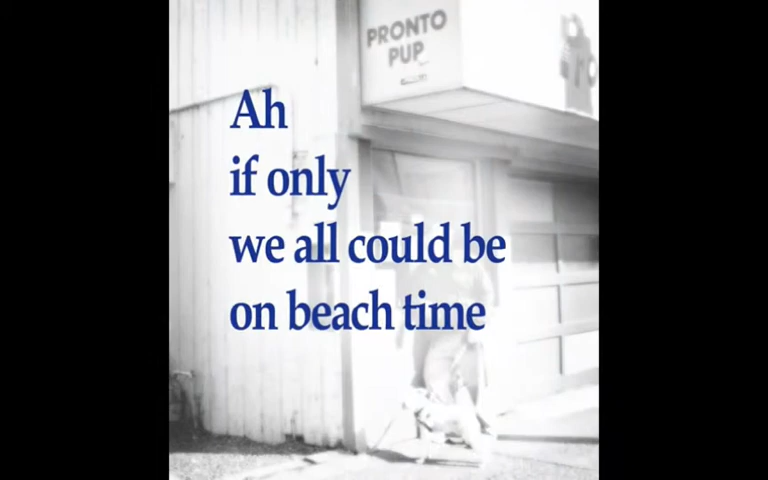 PRONTO
PUP
Ah
if only
we all could be
on beach time